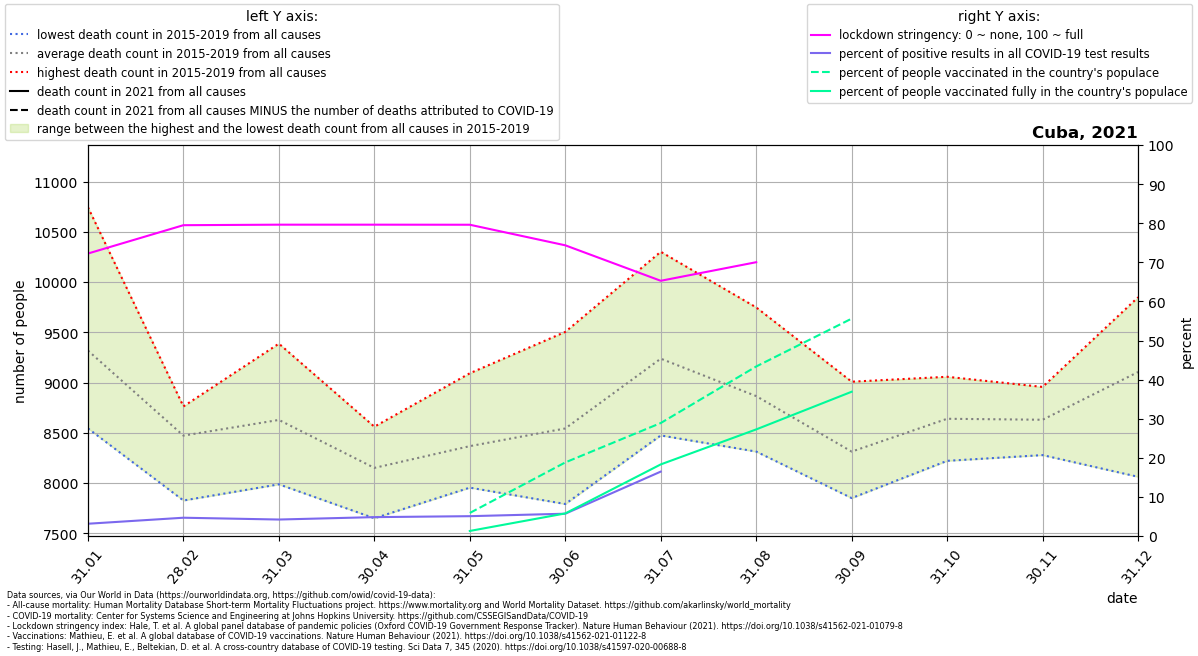 left Y axis:
lowest death count in 2015-2019 from all causes
average death count in 2015-2019 from all causes
highest death count in 2015-2019 from all causes
death count in 2021 from all causes
death count in 2021 from all causes MINUS the number of deaths attributed to COVID-19
range between the highest and the lowest death count from all causes in 2015-2019
right Y axis:
lockdown stringency: 0 ~ none, 100 ~ full
percent of positive results in all COVID-19 test results
percent of people vaccinated in the country's populace
percent of people vaccinated fully in the country's populace
Cuba, 2021
number of people
11000
10500
10000
9500
9000
8500
8000
7500
100
90
80
70
60
50
40
30
20
10
0
percent
31.01
28.02
31.03
30.04
31.05
30.06
31.07
31.08
30.09
31.10
30.11
31.12
date
Data sources, via Our World in Data (https://ourworldindata.org, https://github.com/owid/covid-19-data):
- All-cause mortality: Human Mortality Database Short-term Mortality Fluctuations project. https://www.mortality.org and World Mortality Dataset. https://github.com/akarlinsky/world_mortality
- COVID-19 mortality: Center for Systems Science and Engineering at Johns Hopkins University. https://github.com/CSSEGISandData/COVID-19
- Lockdown stringency index: Hale, T. et al. A global panel database of pandemic policies (Oxford COVID-19 Government Response Tracker). Nature Human Behaviour (2021). https://doi.org/10.1038/s41562-021-01079-8
- Vaccinations: Mathieu, E. et al. A global database of COVID-19 vaccinations. Nature Human Behaviour (2021). https://doi.org/10.1038/s41562-021-01122-8
- Testing: Hasell, J., Mathieu, E., Beltekian, D. et al. A cross-country database of COVID-19 testing. Sci Data 7, 345 (2020). https://doi.org/10.1038/s41597-020-00688-8